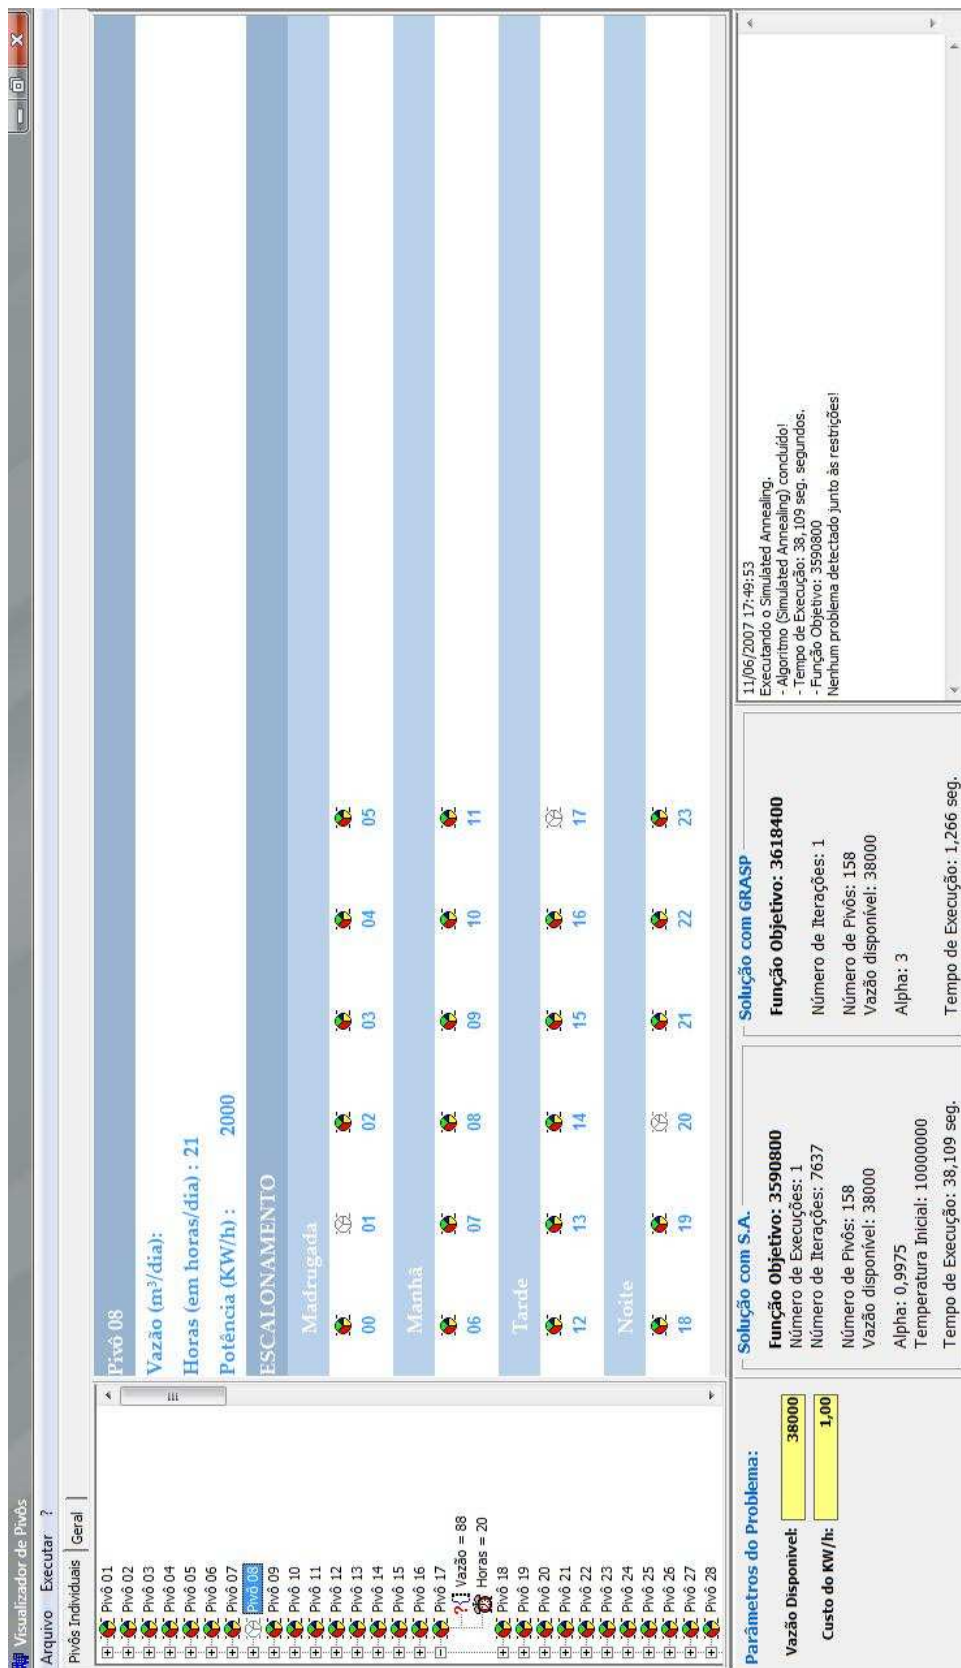 Visualizador de Pivôs
Arquivo Executar ?
Pivôs Individuais Geral
Pivô 01
Pivô 02
Pivô 03
Pivô 04
Pivô 05
Pivô 06
Pivô 07
Pivô 08
Pivô 09
Pivô 10
Pivô 11
Pivô 12
Pivô 13
Pivô 14
Pivô 15
Pivô 16
Pivô 17
Vazão = 88
Horas = 20
Pivô 18
Pivô 19
Pivô 20
Pivô 21
Pivô 22
Pivô 23
Pivô 24
Pivô 25
Pivô 26
Pivô 27
Pivô 28
Pivô 08
Vazão (m³/dia):
Horas (em horas/dia) : 21
Potência (KW/h) : 2000
ESCALONAMENTO
Madrugada
00 01 02 03 04 05
Manhã
06 07 08 09 10 11
Tarde
12 13 14 15 16 17
Noite
18 19 20 21 22 23
Parâmetros do Problema:
Vazão Disponivel: 38000
Custo do KW/h: 1,00
Solução com S.A.
Função Objetivo: 3590800
Número de Execuções: 1
Número de Iterações: 7637
Número de Pivôs: 158
Vazão disponível: 38000
Alpha: 0,9975
Temperatura Inicial: 10000000
Tempo de Execução: 38,109 seg.
Solução com GRASP
Função Objetivo: 3618400
Número de Iterações: 1
Número de Pivôs: 158
Vazão disponível: 38000
Alpha: 3
Tempo de Execução: 1,266 seg.
11/06/2007 17:49:53
Executando o Simulated Annealing.
- Algoritmo (Simulated Annealing) concluído!
- Tempo de Execução: 38,109 seg. segundos.
- Função Objetivo: 3590800
Nenhum problema detectado junto às restrições!